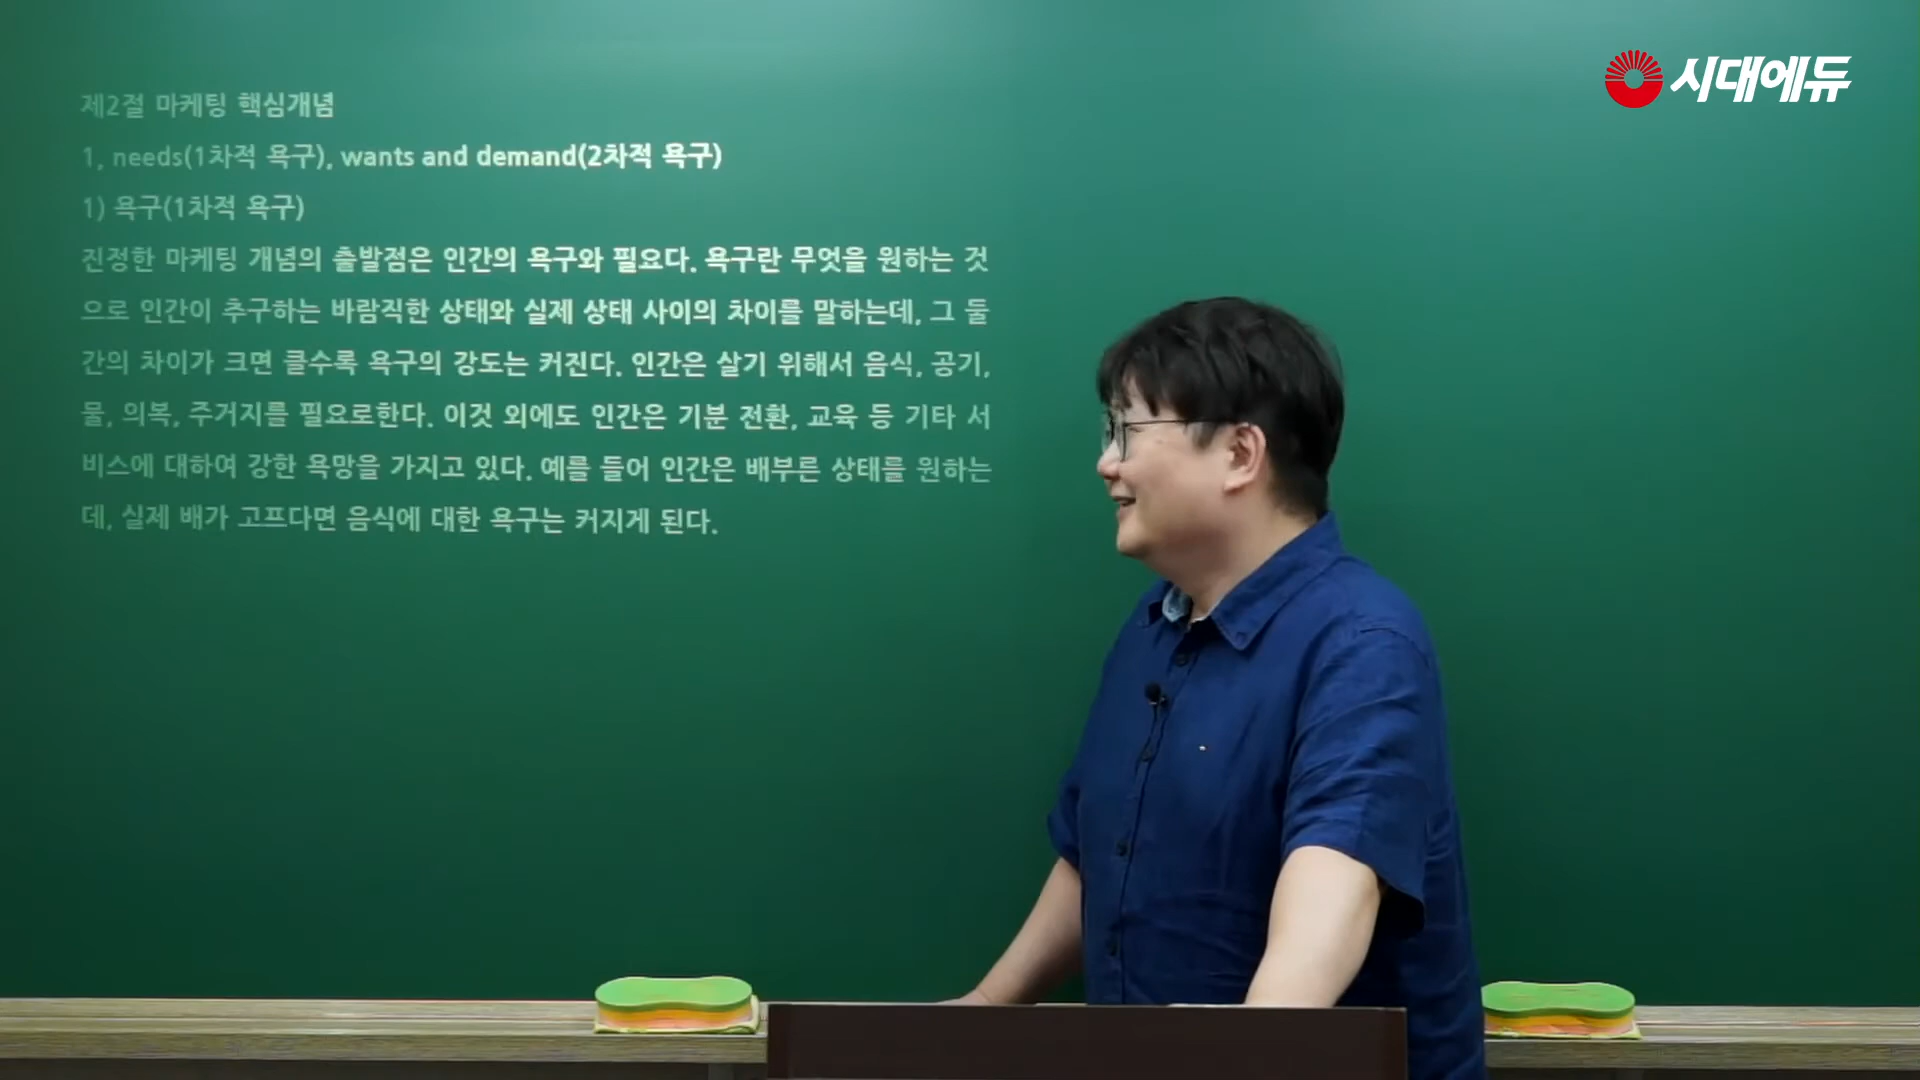 시대에듀
제2절 마케팅 핵심개념
1, needs(1차적 욕구), wants and demand(2차적 욕구)
1) 욕구(1차적 욕구)
진정한 마케팅 개념의 출발점은 인간의 욕구와 필요다. 욕구란 무엇을 원하는 것
으로 인간이 추구하는 바람직한 상태와 실제 상태 사이의 차이를 말하는데, 그 둘
간의 차이가 크면 클수록 욕구의 강도는 커진다. 인간은 살기 위해서 음식, 공기,
물, 의복, 주거지를 필요로한다. 이것 외에도 인간은 기분 전환, 교육 등 기타 서
비스에 대하여 강한 욕망을 가지고 있다. 예를 들어 인간은 배부른 상태를 원하는
데, 실제 배가 고프다면 음식에 대한 욕구는 커지게 된다.